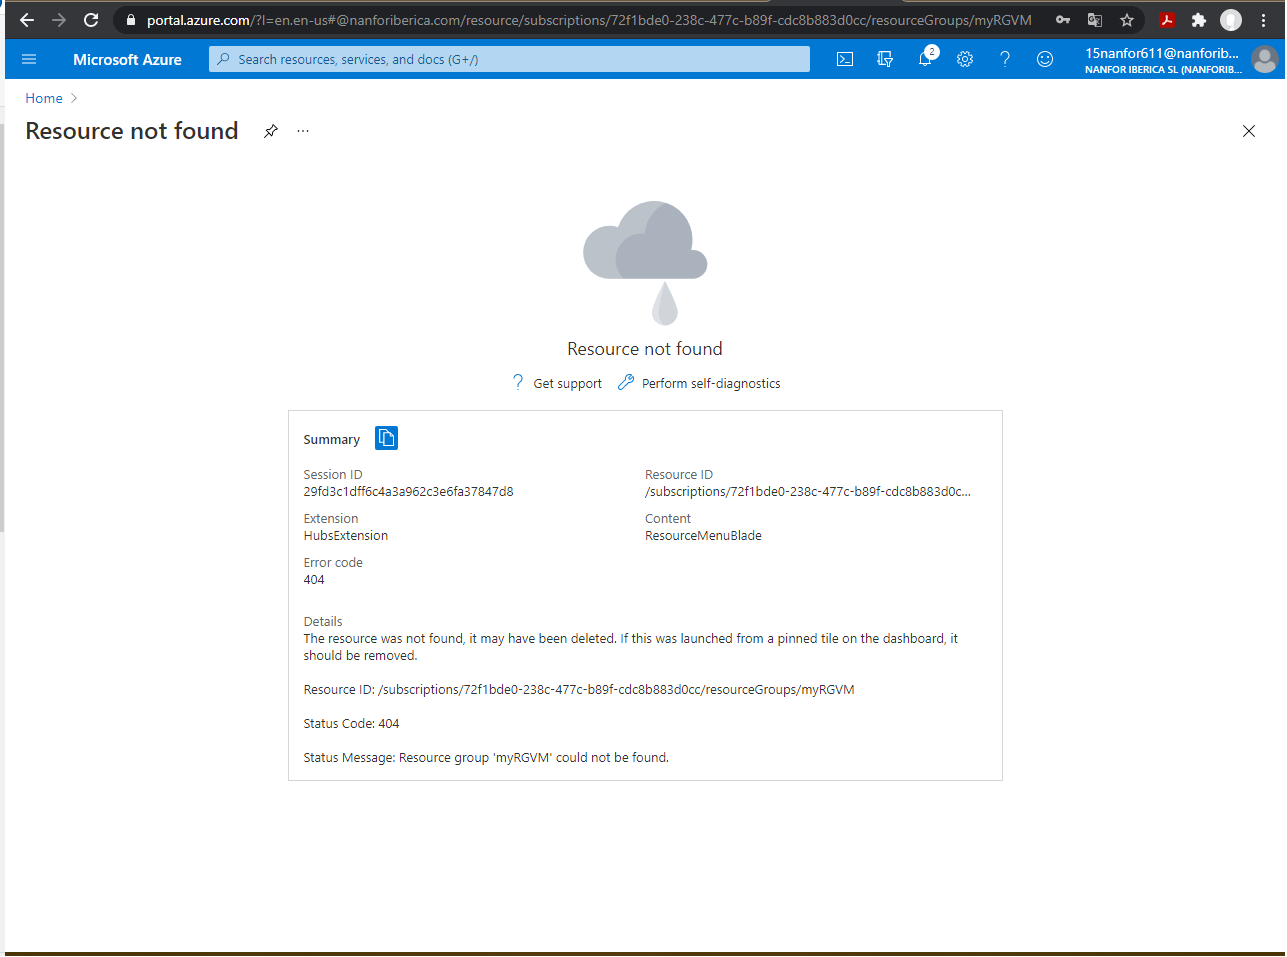 portal.azure.com/?l=en.en-us#@nanforiberica.com/resource/subscriptions/72f1bde0-238c-477c-b89f-cdc8b883d0cc/resourceGroups/myRGVM
Microsoft Azure
Search resources, services, and docs (G+/)
2
15nanfor611@nanforib...
NANFOR IBERICA SL (NANFORIB...
Home
Resource not found
...
Resource not found
Get support
Perform self-diagnostics
Summary
Session ID
29fd3c1dff6c4a3a962c3e6fa37847d8
Resource ID
/subscriptions/72f1bde0-238c-477c-b89f-cdc8b883d0c...
Extension
HubsExtension
Content
ResourceMenuBlade
Error code
404
Details
The resource was not found, it may have been deleted. If this was launched from a pinned tile on the dashboard, it
should be removed.
Resource ID: /subscriptions/72f1bde0-238c-477c-b89f-cdc8b883d0cc/resourceGroups/myRGVM
Status Code: 404
Status Message: Resource group 'myRGVM' could not be found.